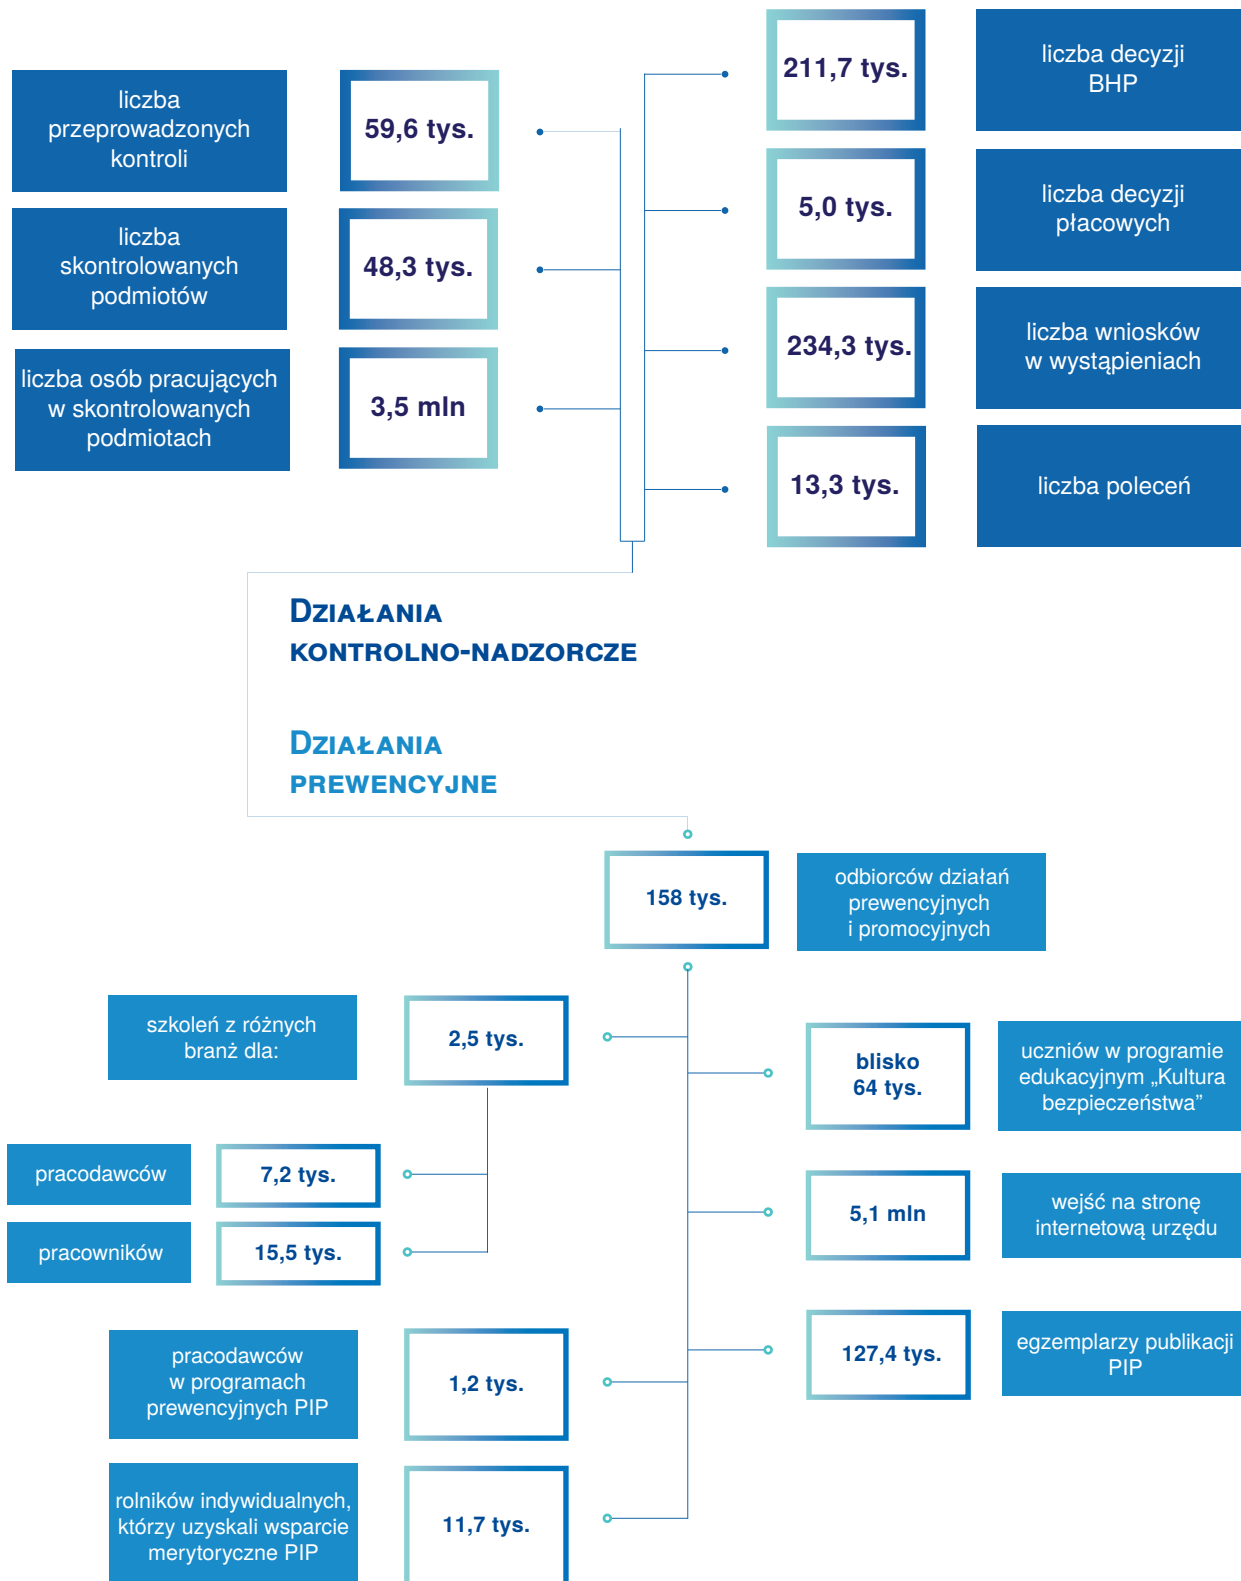 liczba
przeprowadzonych
kontroli
59,6 tys.
liczba
skontrolowanych
podmiotów
48,3 tys.
liczba osób pracujących
w skontrolowanych
podmiotach
3,5 mln
211,7 tys.
liczba decyzji
BHP
5,0 tys.
liczba decyzji
płacowych
234,3 tys.
liczba wniosków
w wystąpieniach
13,3 tys.
liczba poleceń
DZIAŁANIA
KONTROLNO-NADZORCZE
DZIAŁANIA
PREWENCYJNE
158 tys.
odbiorców działań
prewencyjnych
i promocyjnych
szkoleń z różnych
branż dla:
2,5 tys.
pracodawców
7,2 tys.
pracowników
15,5 tys.
pracodawców
w programach
prewencyjnych PIP
1,2 tys.
rolników indywidualnych,
którzy uzyskali wsparcie
merytoryczne PIP
11,7 tys.
blisko
64 tys.
uczniów w programie
edukacyjnym „Kultura
bezpieczeństwa”
5,1 mln
wejść na stronę
internetową urzędu
127,4 tys.
egzemplarzy publikacji
PIP